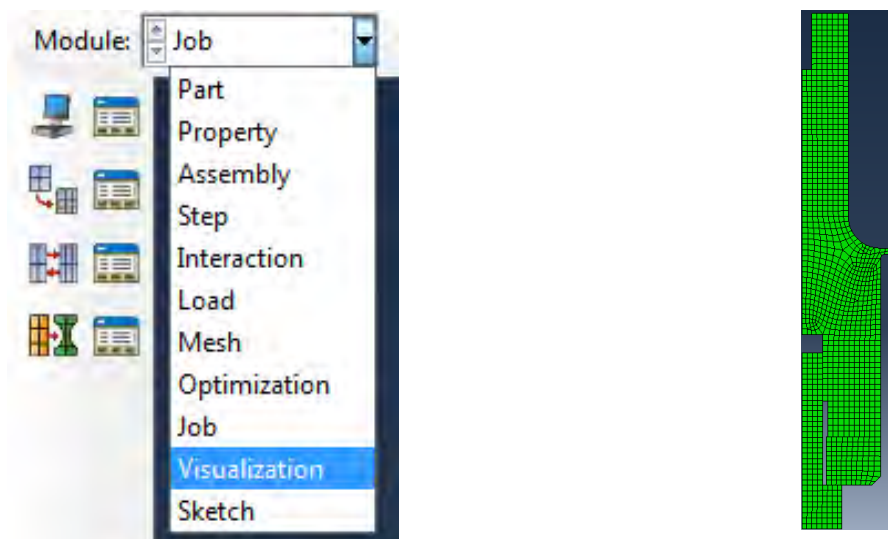 Module: Job
Part
Property
Assembly
Step
Interaction
Load
Mesh
Optimization
Job
Visualization
Sketch